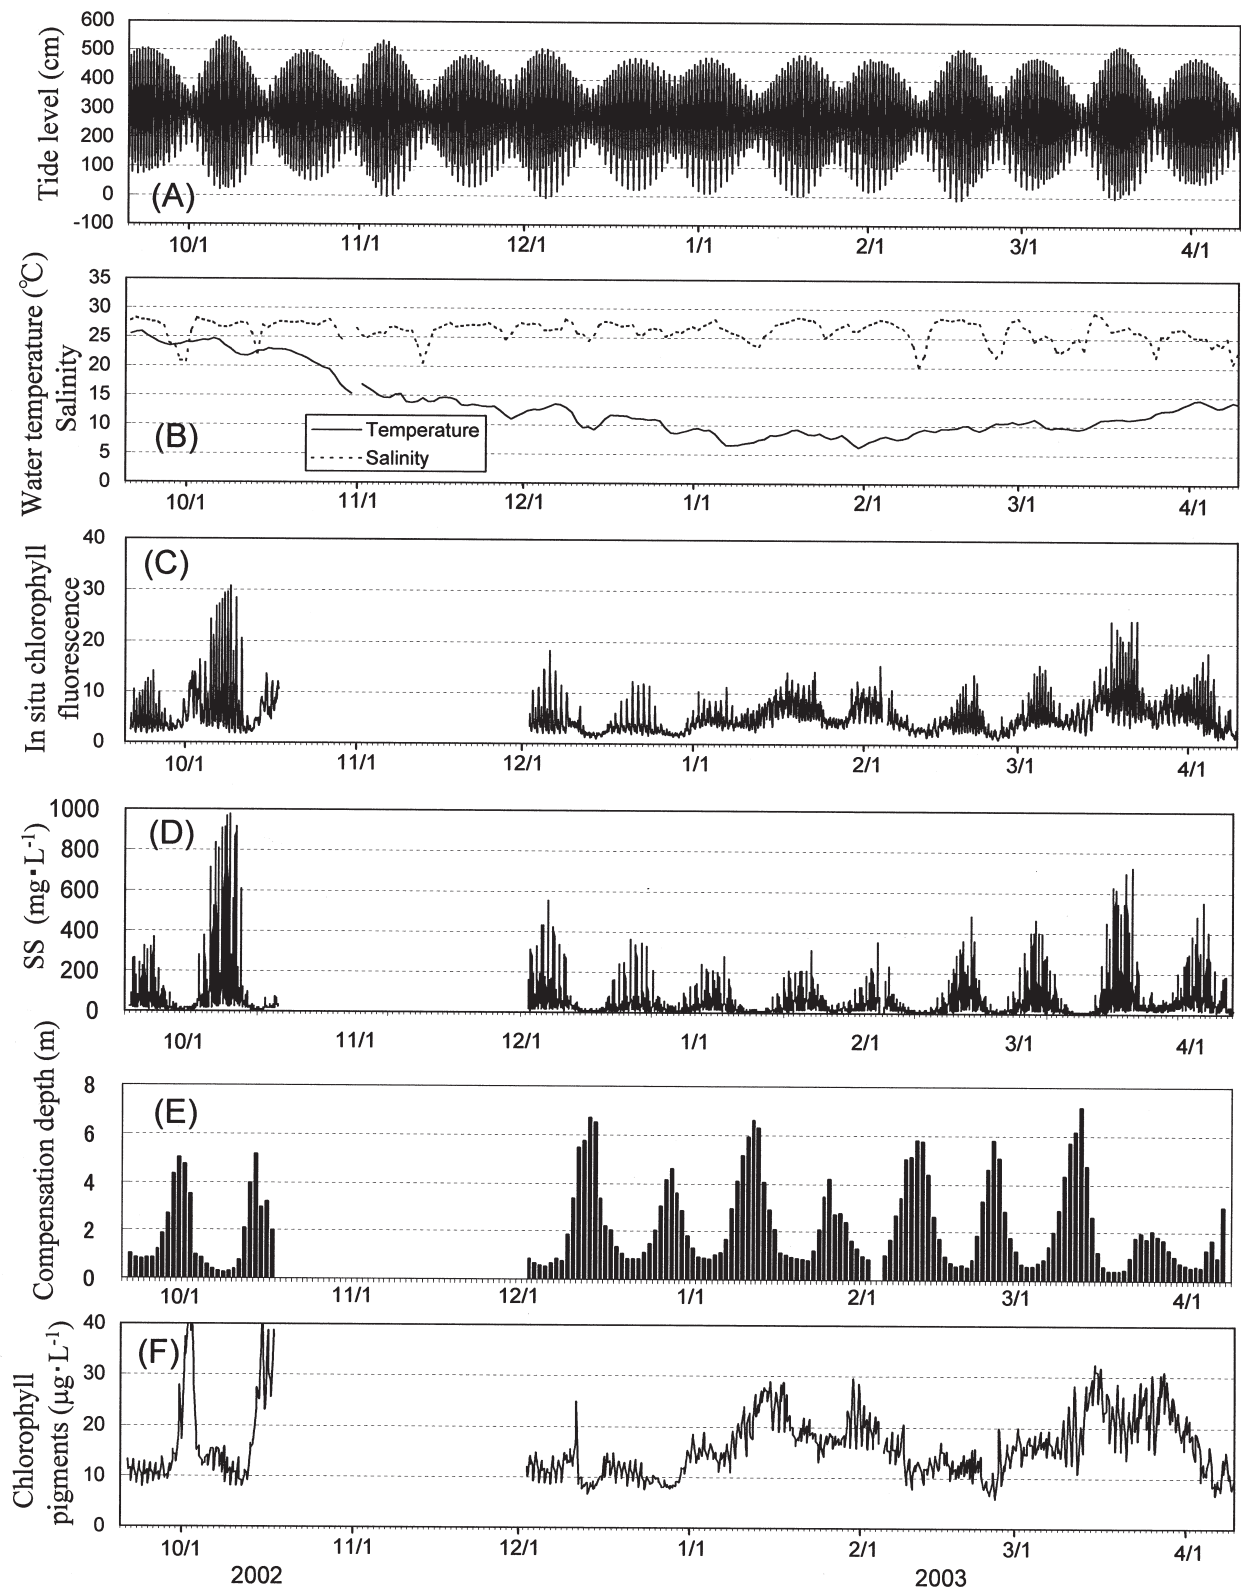 Tide level (cm)
600
500
400
300
200
100
0
-100
(A)
10/1 11/1 12/1 1/1 2/1 3/1 4/1
Water temperature (℃)
Salinity
35
30
25
20
15
10
5
0
(B)
Temperature
Salinity
10/1 11/1 12/1 1/1 2/1 3/1 4/1
In situ chlorophyll
fluorescence
40
30
20
10
0
(C)
10/1 11/1 12/1 1/1 2/1 3/1 4/1
SS (mg・L-1)
1000
800
600
400
200
0
(D)
10/1 11/1 12/1 1/1 2/1 3/1 4/1
Compensation depth (m)
8
6
4
2
0
(E)
10/1 11/1 12/1 1/1 2/1 3/1 4/1
Chlorophyll
pigments (μg・L-1)
40
30
20
10
0
(F)
10/1 11/1 12/1 1/1 2/1 3/1 4/1
2002 2003